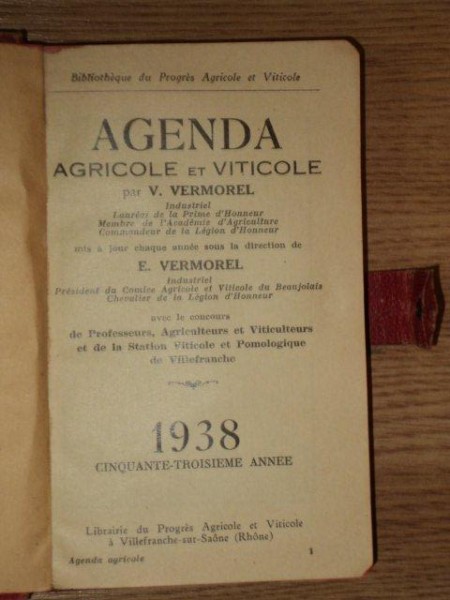 Bibliothèque du Progrès Agricole et Viticole
AGENDA
AGRICOLE ET VITICOLE
par V. VERMOREL
Industriel
Lauréat de la Prime d'Honneur
Membre de l'Académie d'Agriculture
Commandeur de la Légion d'Honneur
mis à jour chaque année sous la direction de
E. VERMOREL
Industriel
Président du Comice Agricole et Viticole du Beaujolais
Chevalier de la Légion d'Honneur
avec le concours
de Professeurs, Agriculteurs et Viticulteurs
et de la Station Viticole et Pomologique
de Villefranche
1938
CINQUANTE-TROISIEME ANNEE
Librairie du Progrès Agricole et Viticole
à Villefranche-sur-Saône (Rhône)
Agenda agricole 1